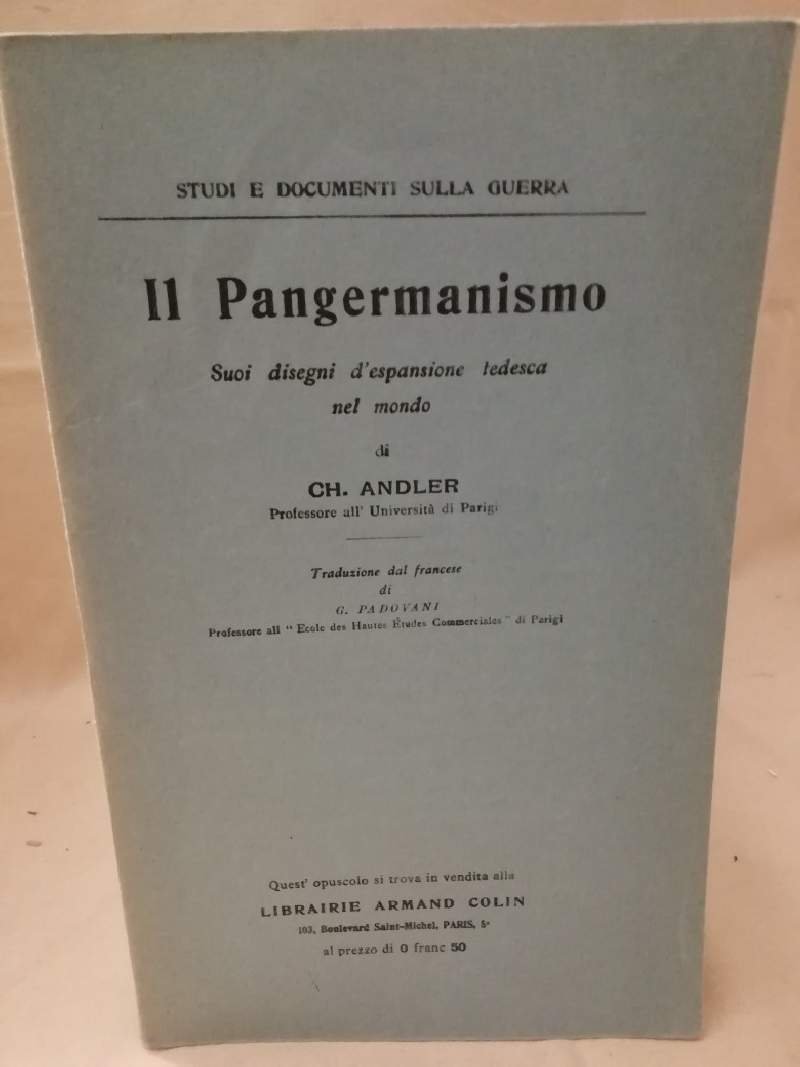 STUDI E DOCUMENTI SULLA GUERRA
Il Pangermanismo
Suoi disegni d'espansione tedesca
nel mondo
di
CH. ANDLER
Professore all' Università di Parigi
Traduzione dal francese
di
G. PADOVANI
Professore all “ Ecole des Hautes Études Commerciales ” di Parigi
Quest' opuscolo si trova in vendita alla
LIBRAIRIE ARMAND COLIN
103, Boulevard Saint-Michel, PARIS, 5e
al prezzo di 0 franc 50